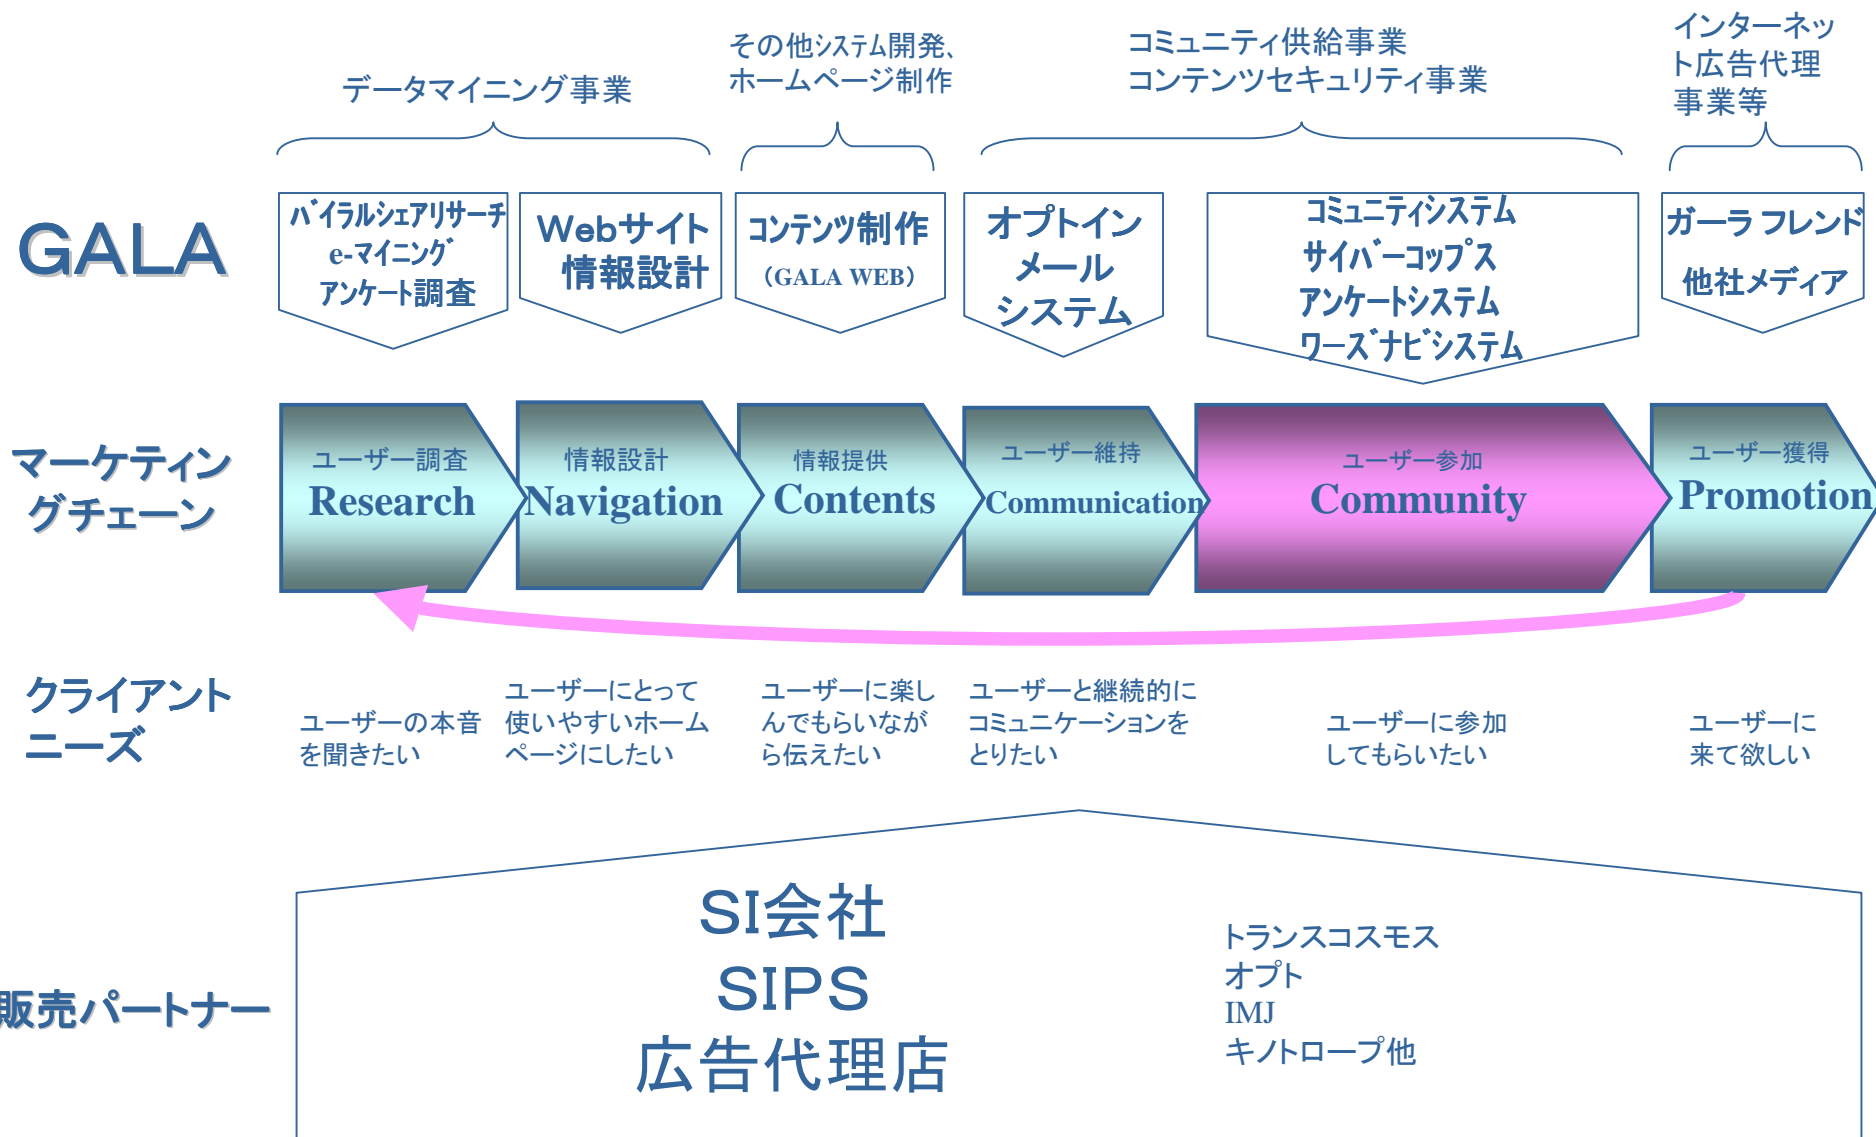 データマイニング事業
その他システム開発、
ホームページ制作
コミュニティ供給事業
コンテンツセキュリティ事業
インターネッ
ト広告代理
事業等
GALA
バイラルシェアリサーチ
e-マイニング
アンケート調査
Webサイト
情報設計
コンテンツ制作
（GALA WEB）
オプトイン
メール
システム
コミュニティシステム
サイバーコップス
アンケートシステム
ワーズナビシステム
ガーラ フレンド
他社メディア
マーケティン
グチェーン
ユーザー調査
Research
情報設計
Navigation
情報提供
Contents
ユーザー維持
Communication
ユーザー参加
Community
ユーザー獲得
Promotion
クライアント
ニーズ
ユーザーの本音
を聞きたい
ユーザーにとって
使いやすいホーム
ページにしたい
ユーザーに楽し
んでもらいなが
ら伝えたい
ユーザーと継続的に
コミュニケーションを
とりたい
ユーザーに参加
してもらいたい
ユーザーに
来て欲しい
販売パートナー
SI会社
SIPS
広告代理店
トランスコスモス
オプト
IMJ
キノトロープ他